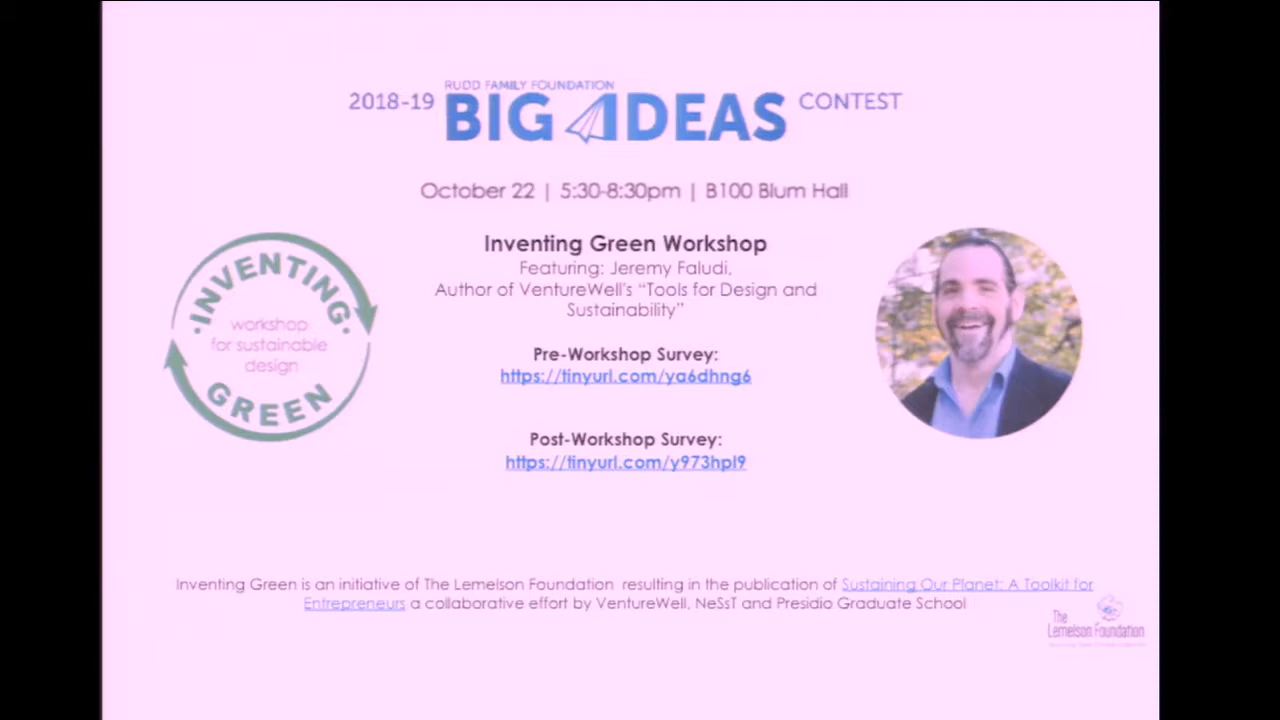 RUDD FAMILY FOUNDATION
2018-19 BIG IDEAS CONTEST
October 22 | 5:30-8:30pm | B100 Blum Hall
Inventing Green Workshop
Featuring: Jeremy Faludi,
Author of VentureWell's “Tools for Design and
Sustainability”
Pre-Workshop Survey:
https://tinyurl.com/ya6dhng6
Post-Workshop Survey:
https://tinyurl.com/y973hpl9
·INVENTING·
workshop
for sustainable
design
GREEN
Inventing Green is an initiative of The Lemelson Foundation resulting in the publication of Sustaining Our Planet: A Toolkit for
Entrepreneurs a collaborative effort by VentureWell, NeSsT and Presidio Graduate School
The
Lemelson Foundation